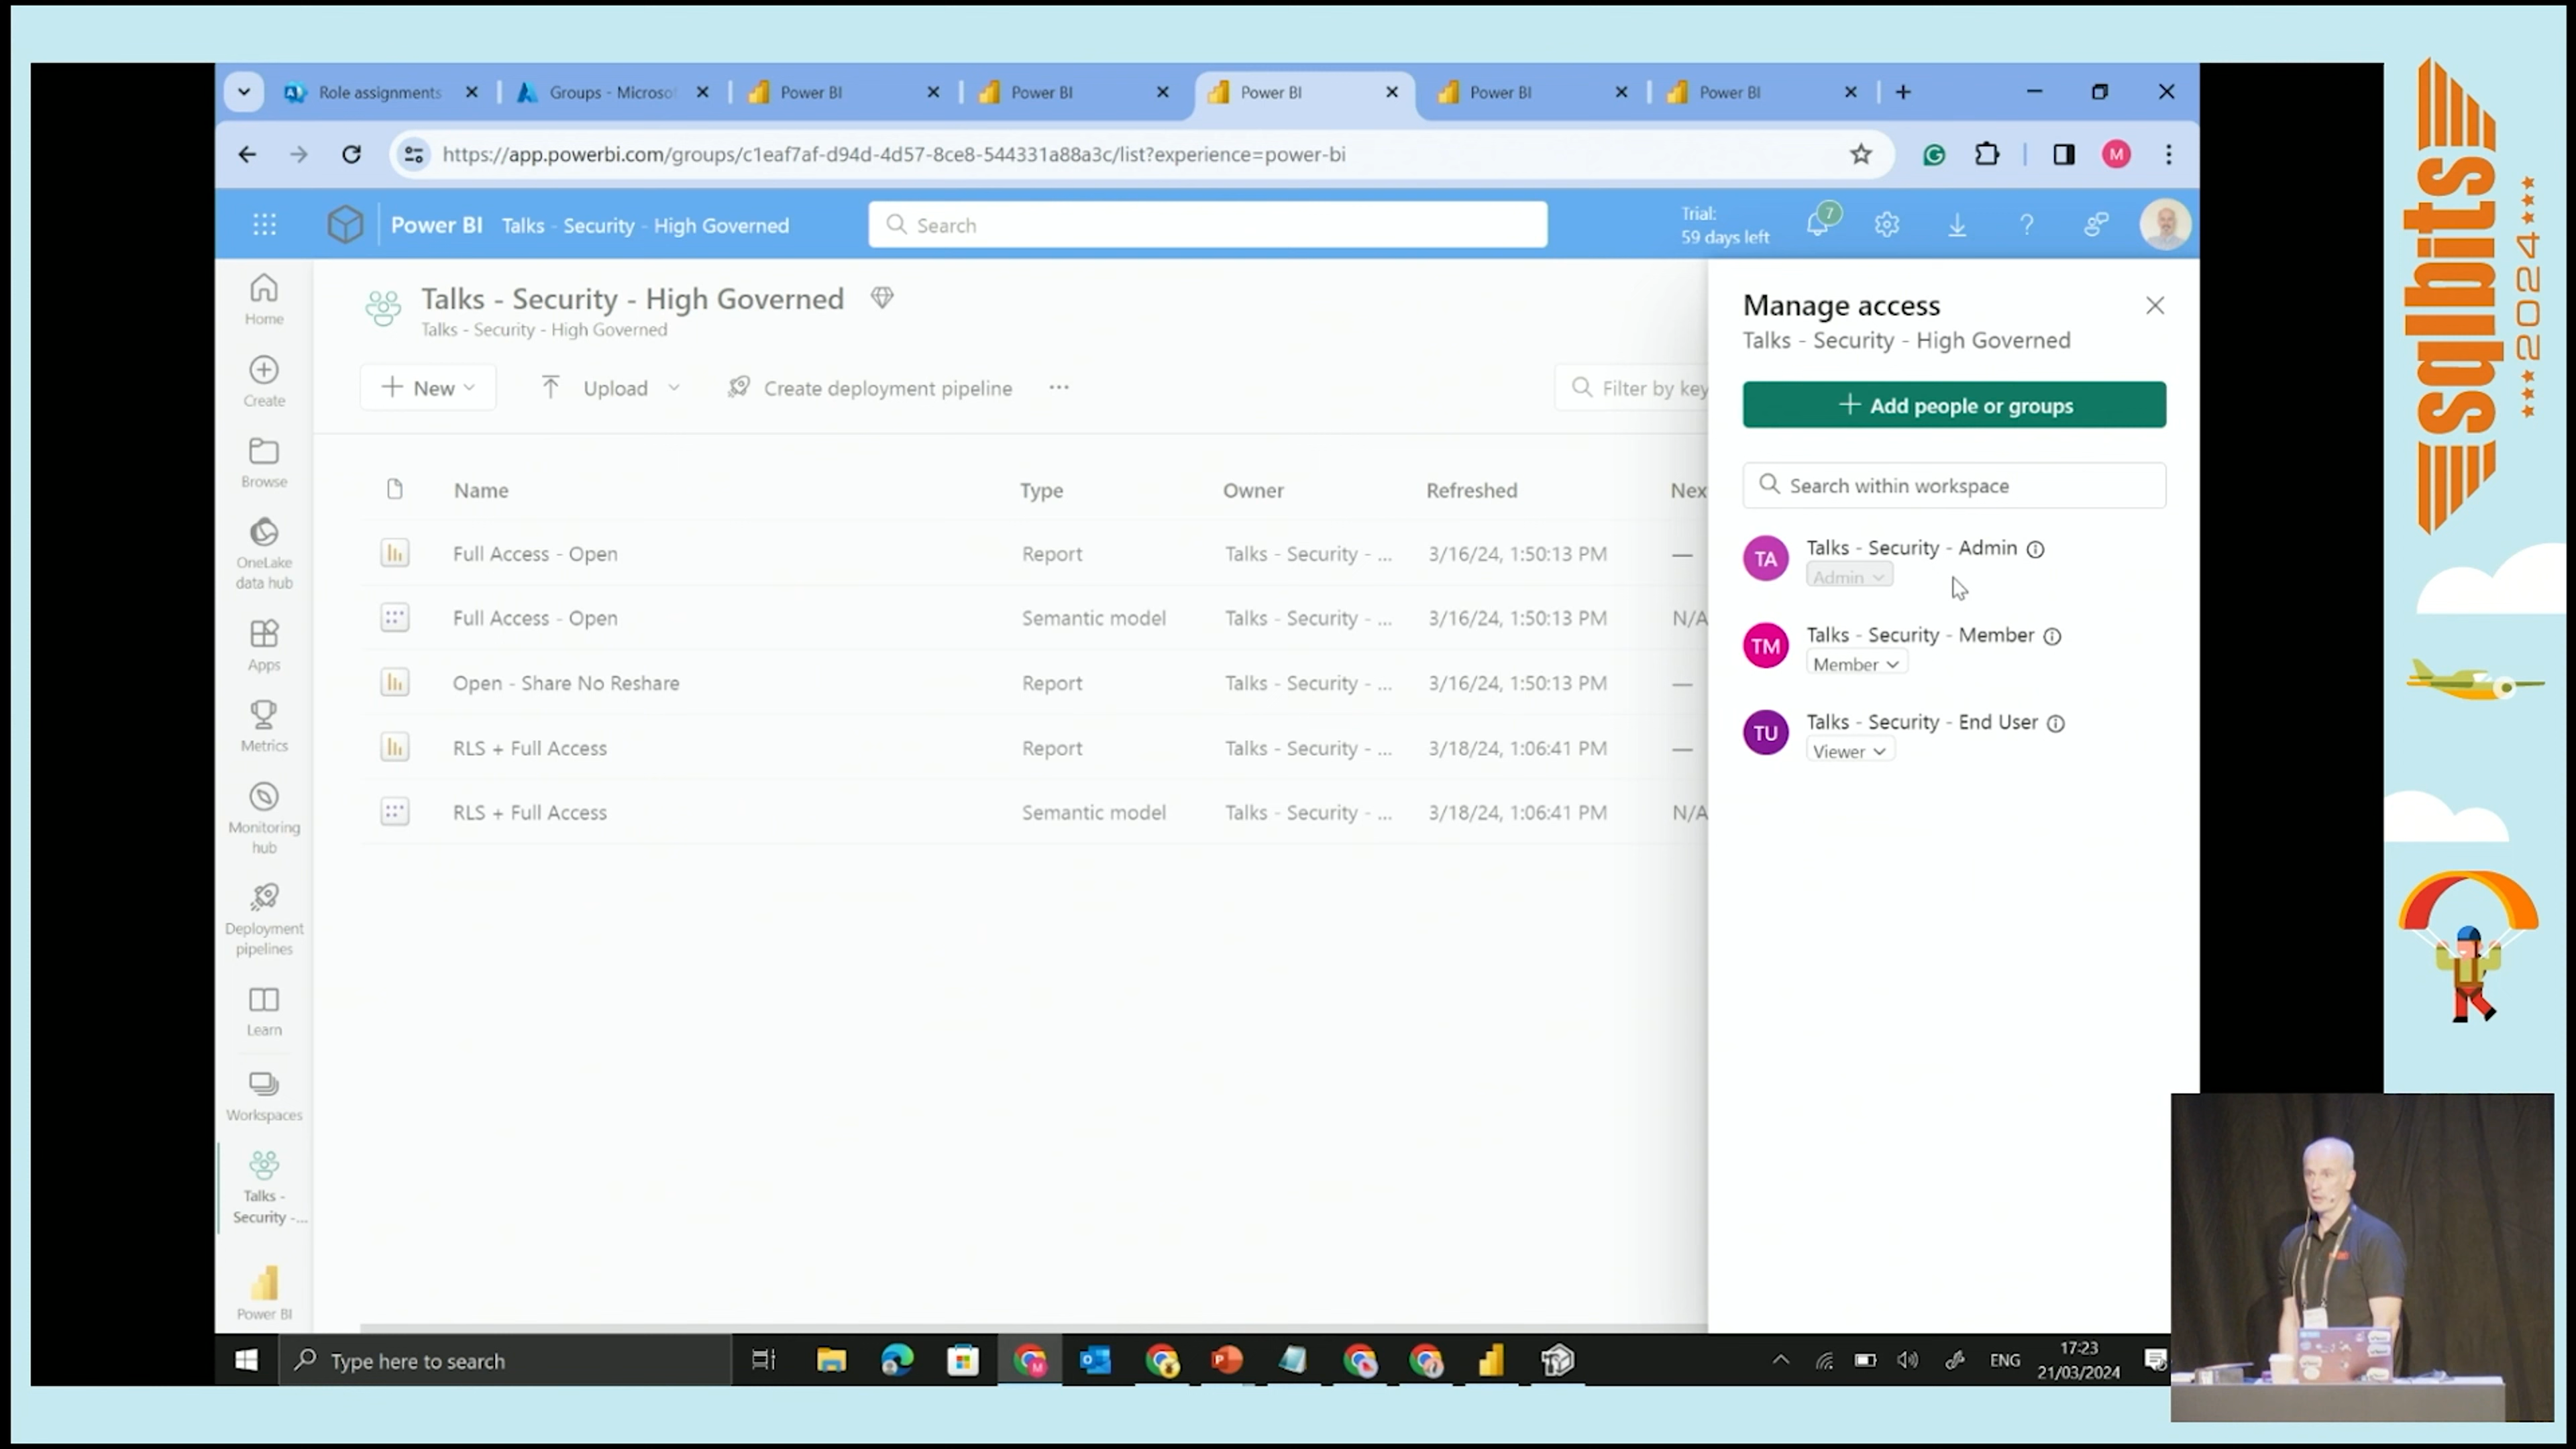 Role assignments
Groups - Microsof
Power BI
Power BI
Power BI
Power BI
Power BI
https://app.powerbi.com/groups/c1eaf7af-d94d-4d57-8ce8-544331a88a3c/list?experience=power-bi
M
Power BI
Talks - Security - High Governed
Search
Trial:
59 days left
7
Home
Create
Browse
OneLake
data hub
Apps
Metrics
Monitoring
hub
Deployment
pipelines
Learn
Workspaces
Talks -
Security -...
Power BI
Talks - Security - High Governed
Talks - Security - High Governed
New
Upload
Create deployment pipeline
...
Filter by key
Name Type Owner Refreshed Nex
Full Access - Open Report Talks - Security - ... 3/16/24, 1:50:13 PM —
Full Access - Open Semantic model Talks - Security - ... 3/16/24, 1:50:13 PM N/A
Open - Share No Reshare Report Talks - Security - ... 3/16/24, 1:50:13 PM —
RLS + Full Access Report Talks - Security - ... 3/18/24, 1:06:41 PM —
RLS + Full Access Semantic model Talks - Security - ... 3/18/24, 1:06:41 PM N/A
Manage access
Talks - Security - High Governed
Add people or groups
Search within workspace
TA
Talks - Security - Admin
Admin
TM
Talks - Security - Member
Member
TU
Talks - Security - End User
Viewer
Type here to search
ENG
17:23
21/03/2024
sqlbits
2024